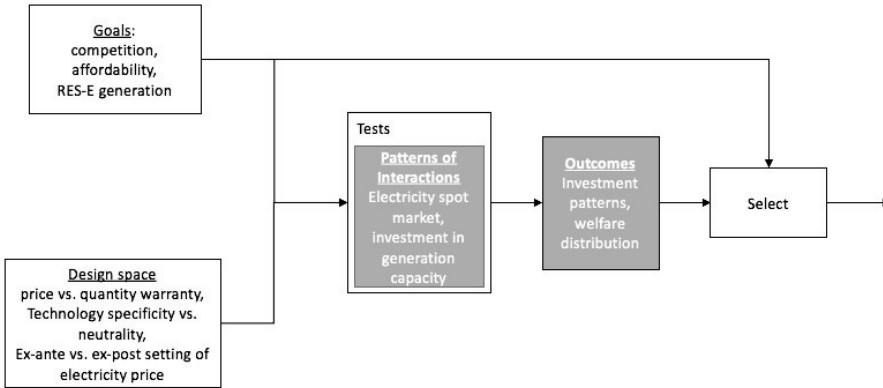 Goals:
competition,
affordability,
RES-E generation
Tests
Patterns of
Interactions
Electricity spot
market,
investment in
generation
capacity
Outcomes
Investment
patterns,
welfare
distribution
Select
Design space
price vs. quantity warranty,
Technology specificity vs.
neutrality,
Ex-ante vs. ex-post setting of
electricity price